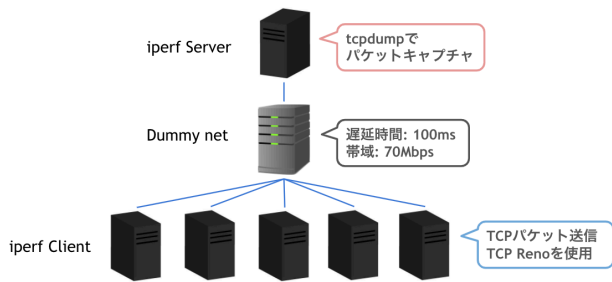 iperf Server
tcpdumpで
パケットキャプチャ
Dummy net
遅延時間: 100ms
帯域: 70Mbps
iperf Client
TCPパケット送信
TCP Renoを使用